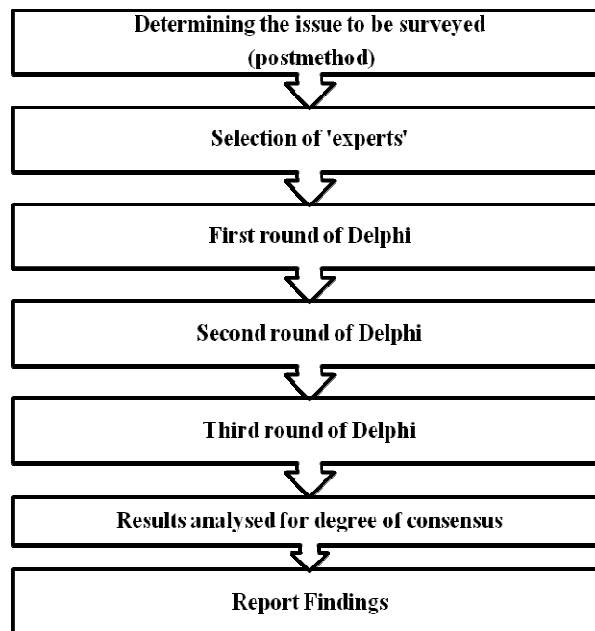 Determining the issue to be surveyed
(postmethod)
Selection of 'experts'
First round of Delphi
Second round of Delphi
Third round of Delphi
Results analysed for degree of consensus
Report Findings